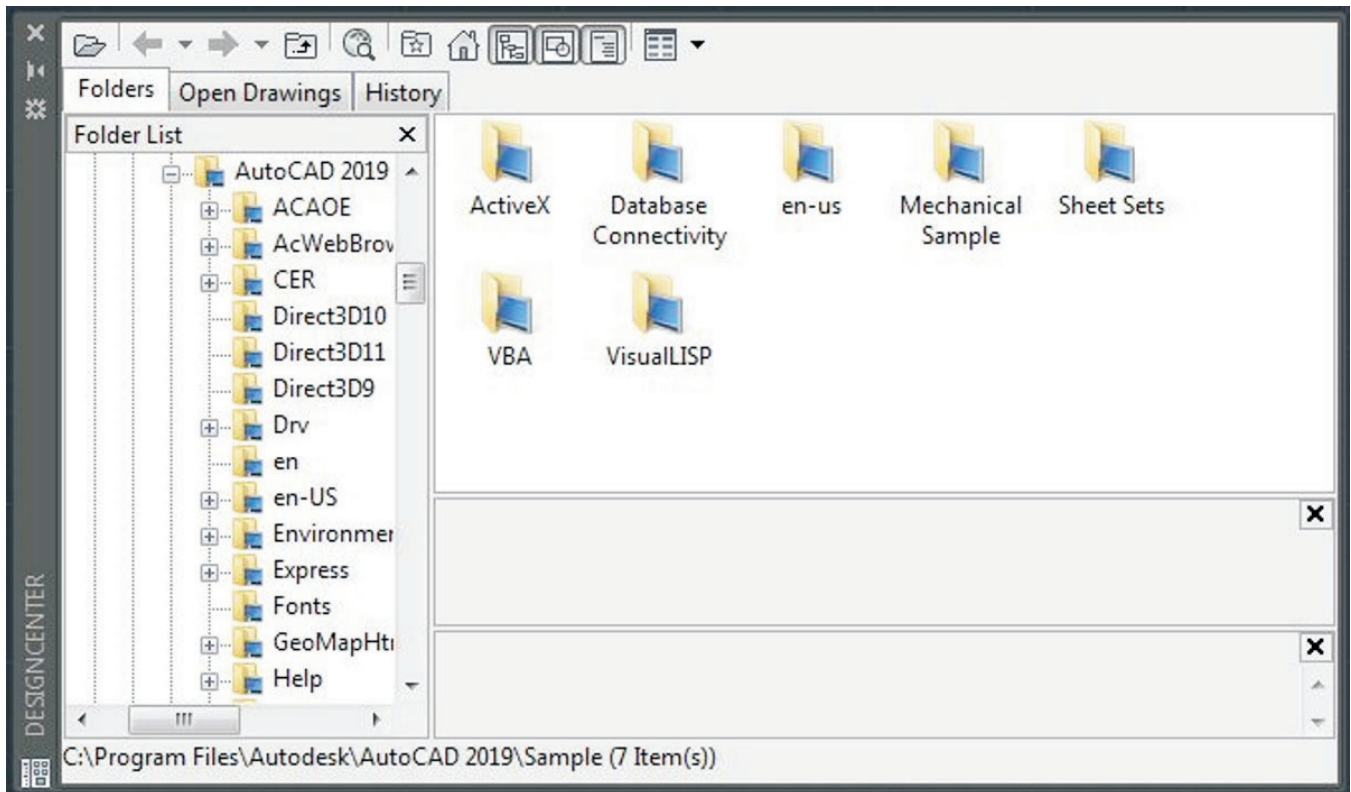 Folders
Open Drawings
History
Folder List
AutoCAD 2019
ACAOE
AcWebBrov
CER
Direct3D10
Direct3D11
Direct3D9
Drv
en
en-US
Environmer
Express
Fonts
GeoMapHtı
Help
ActiveX
Database
Connectivity
en-us
Mechanical
Sample
Sheet Sets
VBA
VisualLISP
DESIGNCENTER
C:\Program Files\Autodesk\AutoCAD 2019\Sample (7 Item(s))